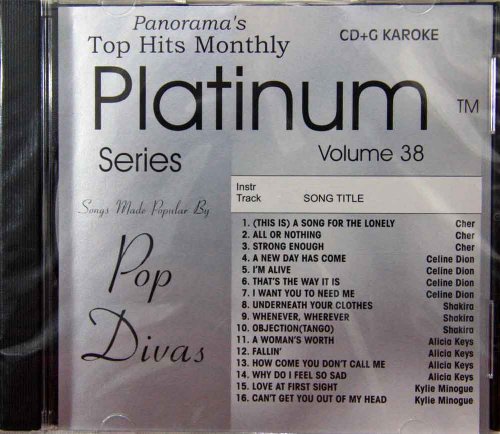 Panorama's
Top Hits Monthly
CD+G KAROKE
Platinum TM
Series
Volume 38
Songs Made Popular By
Pop
Divas
Instr
Track SONG TITLE
1. (THIS IS) A SONG FOR THE LONELY Cher
2. ALL OR NOTHING Cher
3. STRONG ENOUGH Cher
4. A NEW DAY HAS COME Celine Dion
5. I'M ALIVE Celine Dion
6. THAT'S THE WAY IT IS Celine Dion
7. I WANT YOU TO NEED ME Celine Dion
8. UNDERNEATH YOUR CLOTHES Shakira
9. WHENEVER, WHEREVER Shakira
10. OBJECTION(TANGO) Shakira
11. A WOMAN'S WORTH Alicia Keys
12. FALLIN' Alicia Keys
13. HOW COME YOU DON'T CALL ME Alicia Keys
14. WHY DO I FEEL SO SAD Alicia Keys
15. LOVE AT FIRST SIGHT Kylie Minogue
16. CAN'T GET YOU OUT OF MY HEAD Kylie Minogue